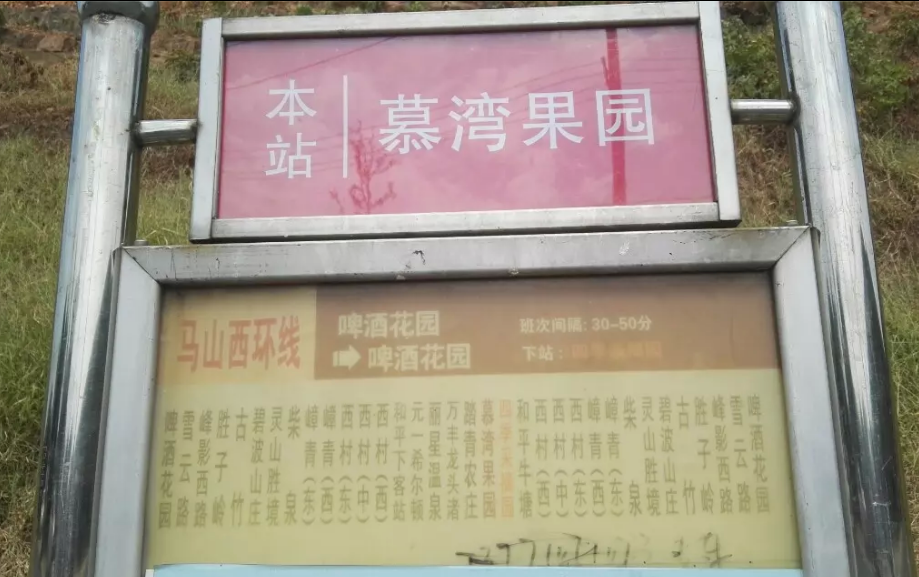 本站
慕湾果园
马山西环线
啤酒花园
啤酒花园
班次间隔: 30-50分
下站:
啤酒花园
雪云路
峰影西路
胜子岭
古竹
碧波山庄
灵山胜境
柴泉
嶂青(东)
嶂青(西)
西村(东)
西村(中)
西村(西)
和平下客站
元一希尔顿
丽星温泉
万丰龙头渚
踏青农庄
慕湾果园
和平牛塘
西村(西)
西村(中)
西村(东)
嶂青(西)
嶂青(东)
柴泉
灵山胜境
碧波山庄
古竹
胜子岭
峰影西路
雪云路
啤酒花园